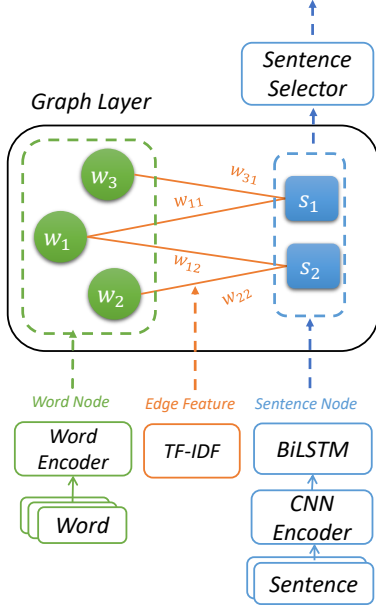 Sentence
Selector
Graph Layer
w₃
w₃₁
w₁₁
s₁
w₁
w₁₂
s₂
w₂
w₂₂
Word Node
Edge Feature
Sentence Node
Word
Encoder
TF-IDF
BiLSTM
CNN
Encoder
Word
Sentence